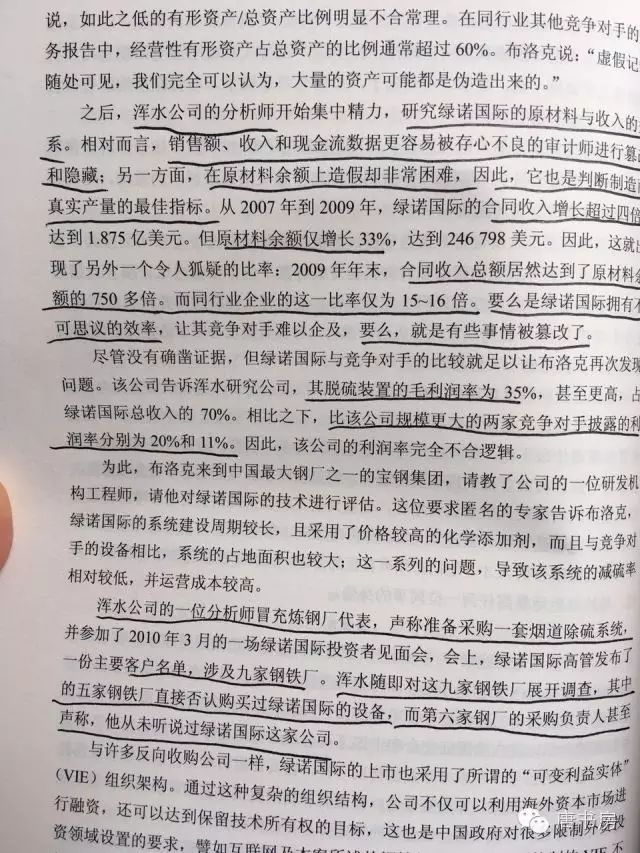 说，如此之低的有形资产/总资产比例明显不合常理。在同行业其他竞争对手的
务报告中，经营性有形资产占总资产的比例通常超过 60%。布洛克说：“虚假记
随处可见，我们完全可以认为，大量的资产可能都是伪造出来的。”
之后，浑水公司的分析师开始集中精力，研究绿诺国际的原材料与收入的
系。相对而言，销售额、收入和现金流数据更容易被存心不良的审计师进行篡
和隐藏；另一方面，在原材料余额上造假却非常困难，因此，它也是判断制造
真实产量的最佳指标。从 2007 年到 2009 年，绿诺国际的合同收入增长超过四倍
达到 1.875 亿美元。但原材料余额仅增长 33%，达到 246 798 美元。因此，这就
现了另外一个令人狐疑的比率：2009 年年末，合同收入总额居然达到了原材料余
额的 750 多倍。而同行业企业的这一比率仅为 15~16 倍。要么是绿诺国际拥有
可思议的效率，让其竞争对手难以企及，要么，就是有些事情被篡改了。
尽管没有确凿证据，但绿诺国际与竞争对手的比较就足以让布洛克再次发现
问题。该公司告诉浑水研究公司，其脱硫装置的毛利润率为 35%，甚至更高，占
绿诺国际总收入的 70%。相比之下，比该公司规模更大的两家竞争对手披露的利
润率分别为 20%和 11%。因此，该公司的利润率完全不合逻辑。
为此，布洛克来到中国最大钢厂之一的宝钢集团，请教了公司的一位研发机
构工程师，请他对绿诺国际的技术进行评估。这位要求匿名的专家告诉布洛克，
绿诺国际的系统建设周期较长，且采用了价格较高的化学添加剂，而且与竞争对
手的设备相比，系统的占地面积也较大；这一系列的问题，导致该系统的减硫率
相对较低，并运营成本较高。
浑水公司的一位分析师冒充炼钢厂代表，声称准备采购一套烟道除硫系统，
并参加了 2010 年 3 月的一场绿诺国际投资者见面会，会上，绿诺国际高管发布了
一份主要客户名单，涉及九家钢铁厂。浑水随即对这九家钢铁厂展开调查，其中
的五家钢铁厂直接否认购买过绿诺国际的设备，而第六家钢厂的采购负责人甚至
声称，他从未听说过绿诺国际这家公司。
与许多反向收购公司一样，绿诺国际的上市也采用了所谓的“可变利益实体”
（VIE）组织架构。通过这种复杂的组织结构，公司不仅可以利用海外资本市场进
行融资，还可以达到保留技术所有权的目标，这也是中国政府对很多限制外资投
资领域设置的要求，譬如互联网及
唐书房